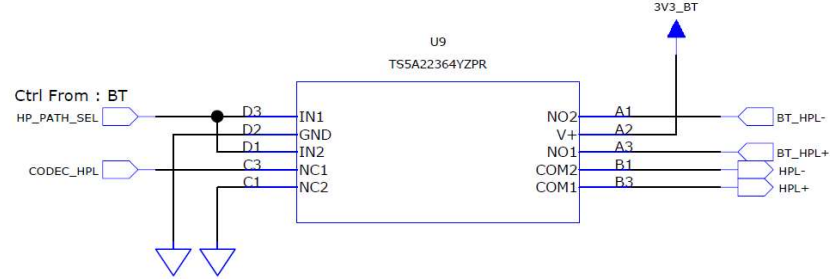 3V3_BT
U9
TS5A22364YZPR
Ctrl From : BT
HP_PATH_SEL D3 IN1 NO2 A1 BT_HPL-
D2 GND V+ A2
D1 IN2 NO1 A3 BT_HPL+
CODEC_HPL C3 NC1 COM2 B1 HPL-
C1 NC2 COM1 B3 HPL+